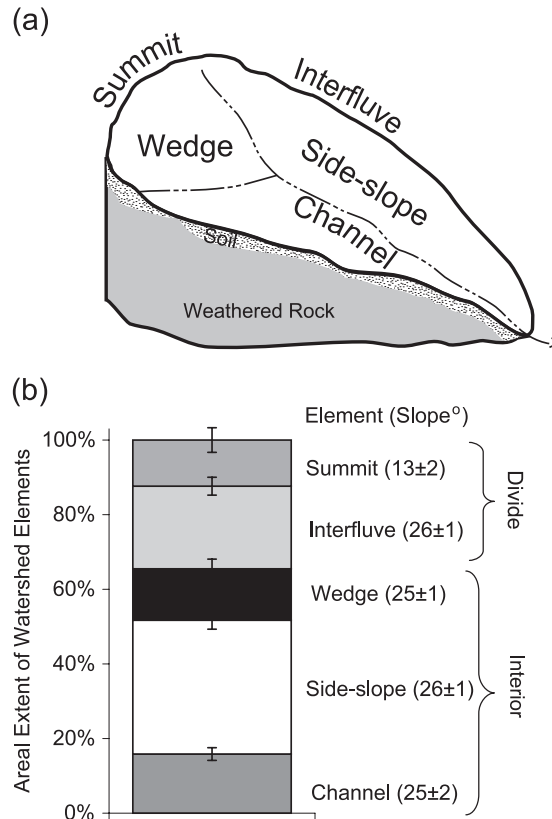 (a)
Summit
Interfluve
Wedge
Side-slope
Channel
Soil
Weathered Rock
(b)
Element (Slope°)
100%
Summit (13±2)
Divide
80%
Interfluve (26±1)
60%
Wedge (25±1)
Areal Extent of Watershed Elements
40%
Side-slope (26±1)
Interior
20%
Channel (25±2)
0%